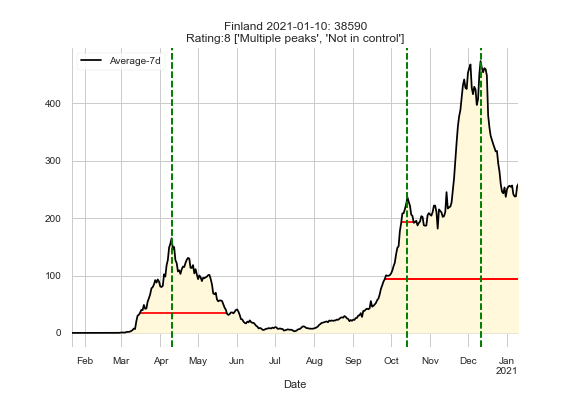 Finland 2021-01-10: 38590
Rating:8 ['Multiple peaks', 'Not in control']
Average-7d
400
300
200
100
0
Feb Mar Apr May Jun Jul Aug Sep Oct Nov Dec Jan
2021
Date